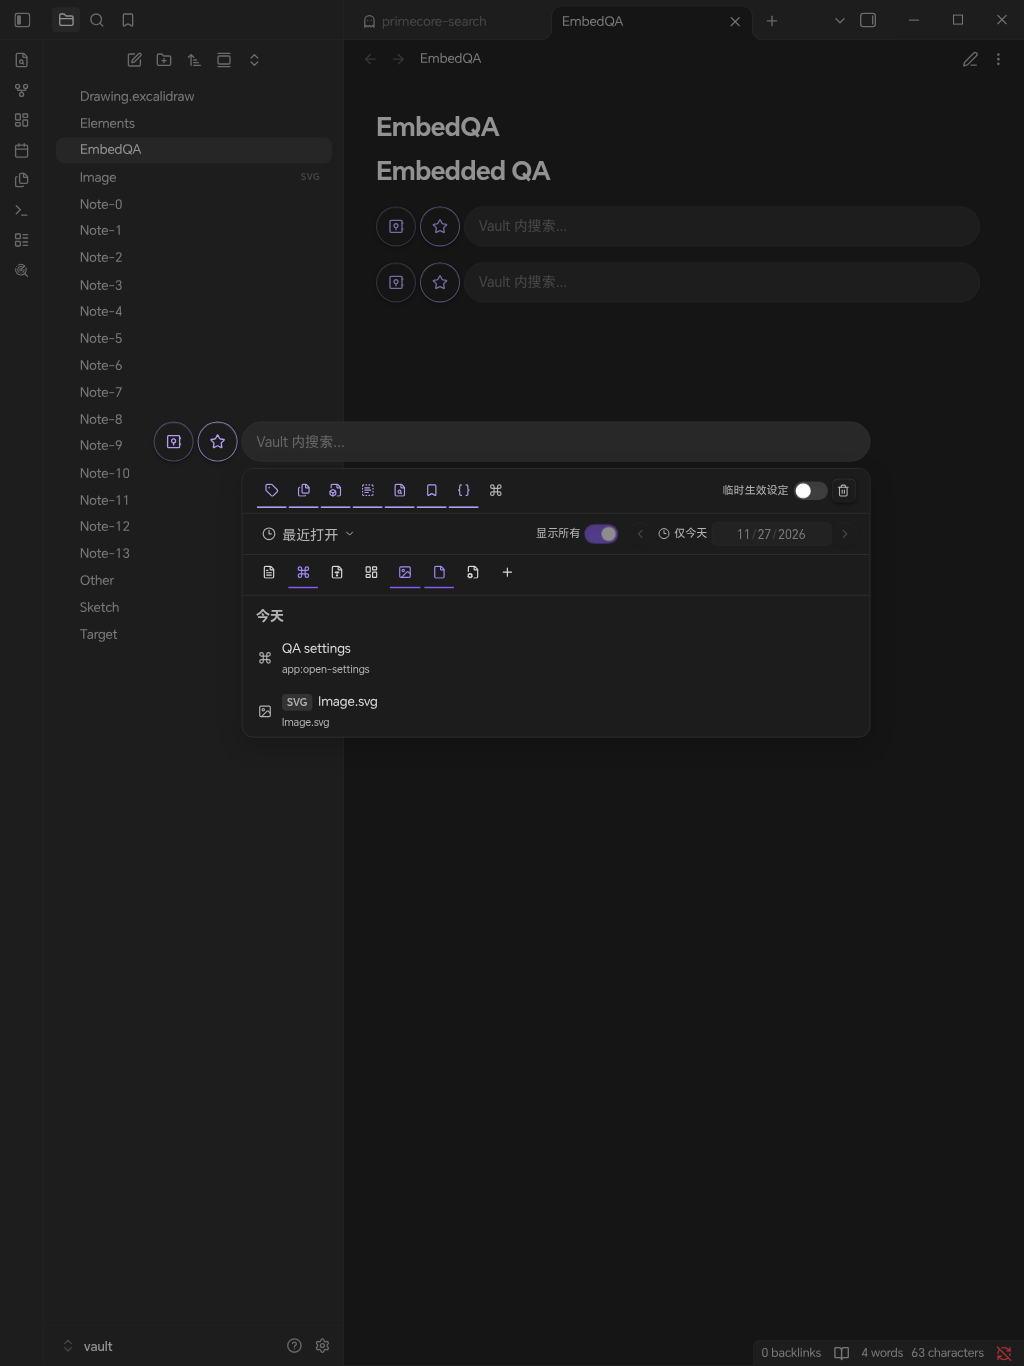 primecore-search
EmbedQA
EmbedQA
Drawing.excalidraw
Elements
EmbedQA
Image SVG
Note-0
Note-1
Note-2
Note-3
Note-4
Note-5
Note-6
Note-7
Note-8
Note-9
Note-10
Note-11
Note-12
Note-13
Other
Sketch
Target
EmbedQA
Embedded QA
Vault 内搜索...
Vault 内搜索...
Vault 内搜索...
临时生效设定
最近打开 显示所有 仅今天 11/27/2026
今天
QA settings
app:open-settings
SVG Image.svg
Image.svg
vault
0 backlinks 4 words 63 characters